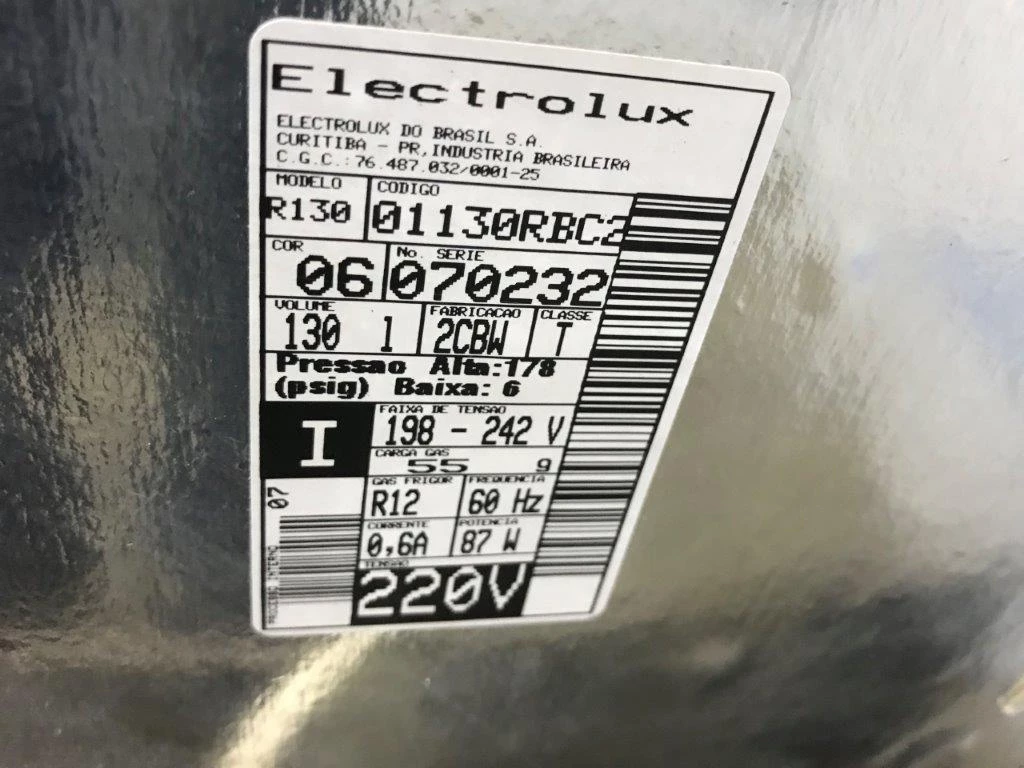 Electrolux
ELECTROLUX DO BRASIL S.A.
CURITIBA - PR,INDUSTRIA BRASILEIRA
C.G.C.:76.487.032/0001-25
MODELO CODIGO
R130 01130RBC2
COR No. SERIE
06 070232
VOLUME FABRICACAO CLASSE
130 l 2CBW T
Pressao Alta:178
(psig) Baixa: 6
I
FAIXA DE TENSAO
198 - 242 V
CARGA GAS
55 g
GAS FRIGOR FREQUENCIA
R12 60 Hz
07
CORRENTE POTENCIA
0,6A 87 W
TENSAO
220V